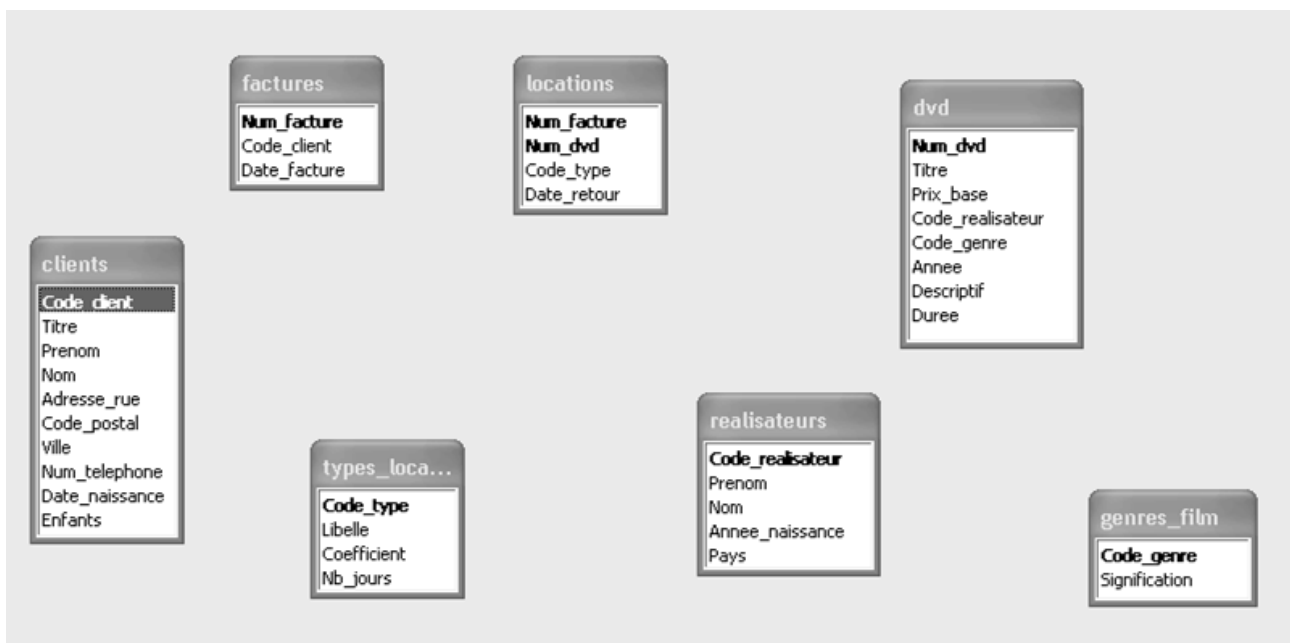 factures
Num_facture
Code_client
Date_facture
locations
Num_facture
Num_dvd
Code_type
Date_retour
dvd
Num_dvd
Titre
Prix_base
Code_realisateur
Code_genre
Annee
Descriptif
Duree
clients
Code_client
Titre
Prenom
Nom
Adresse_rue
Code_postal
Ville
Num_telephone
Date_naissance
Enfants
types_loca...
Code_type
Libelle
Coefficient
Nb_jours
realisateurs
Code_realisateur
Prenom
Nom
Annee_naissance
Pays
genres_film
Code_genre
Signification